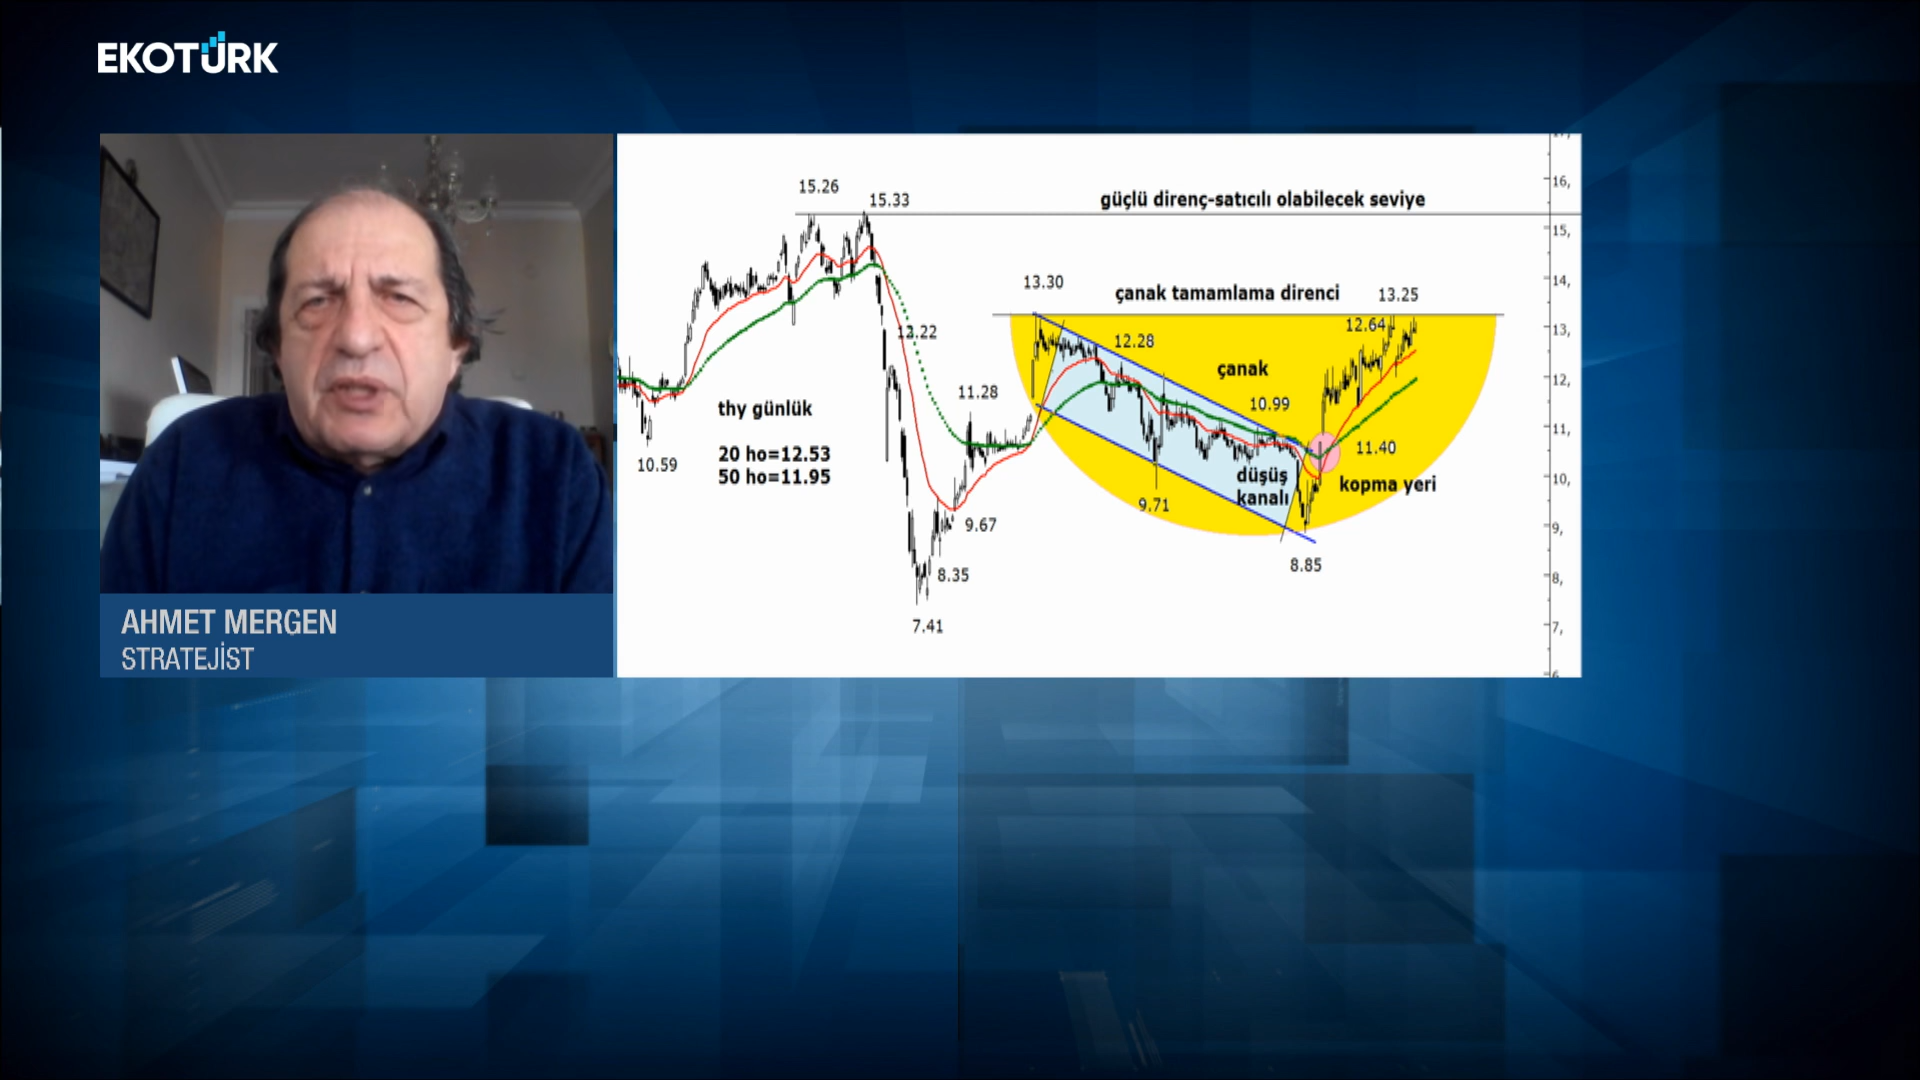 EKOTÜRK
AHMET MERGEN
STRATEJİST
15.26
15.33
güçlü direnç-satıcılı olabilecek seviye
13.30
çanak tamamlama direnci
13.25
12.64
12.22
12.28
çanak
11.28
10.99
thy günlük
20 ho=12.53
50 ho=11.95
10.59
11.40
düşüş
kanalı
kopma yeri
9.71
9.67
8.35
8.85
7.41
16,
15,
14,
13,
12,
11,
10,
9,
8,
7,